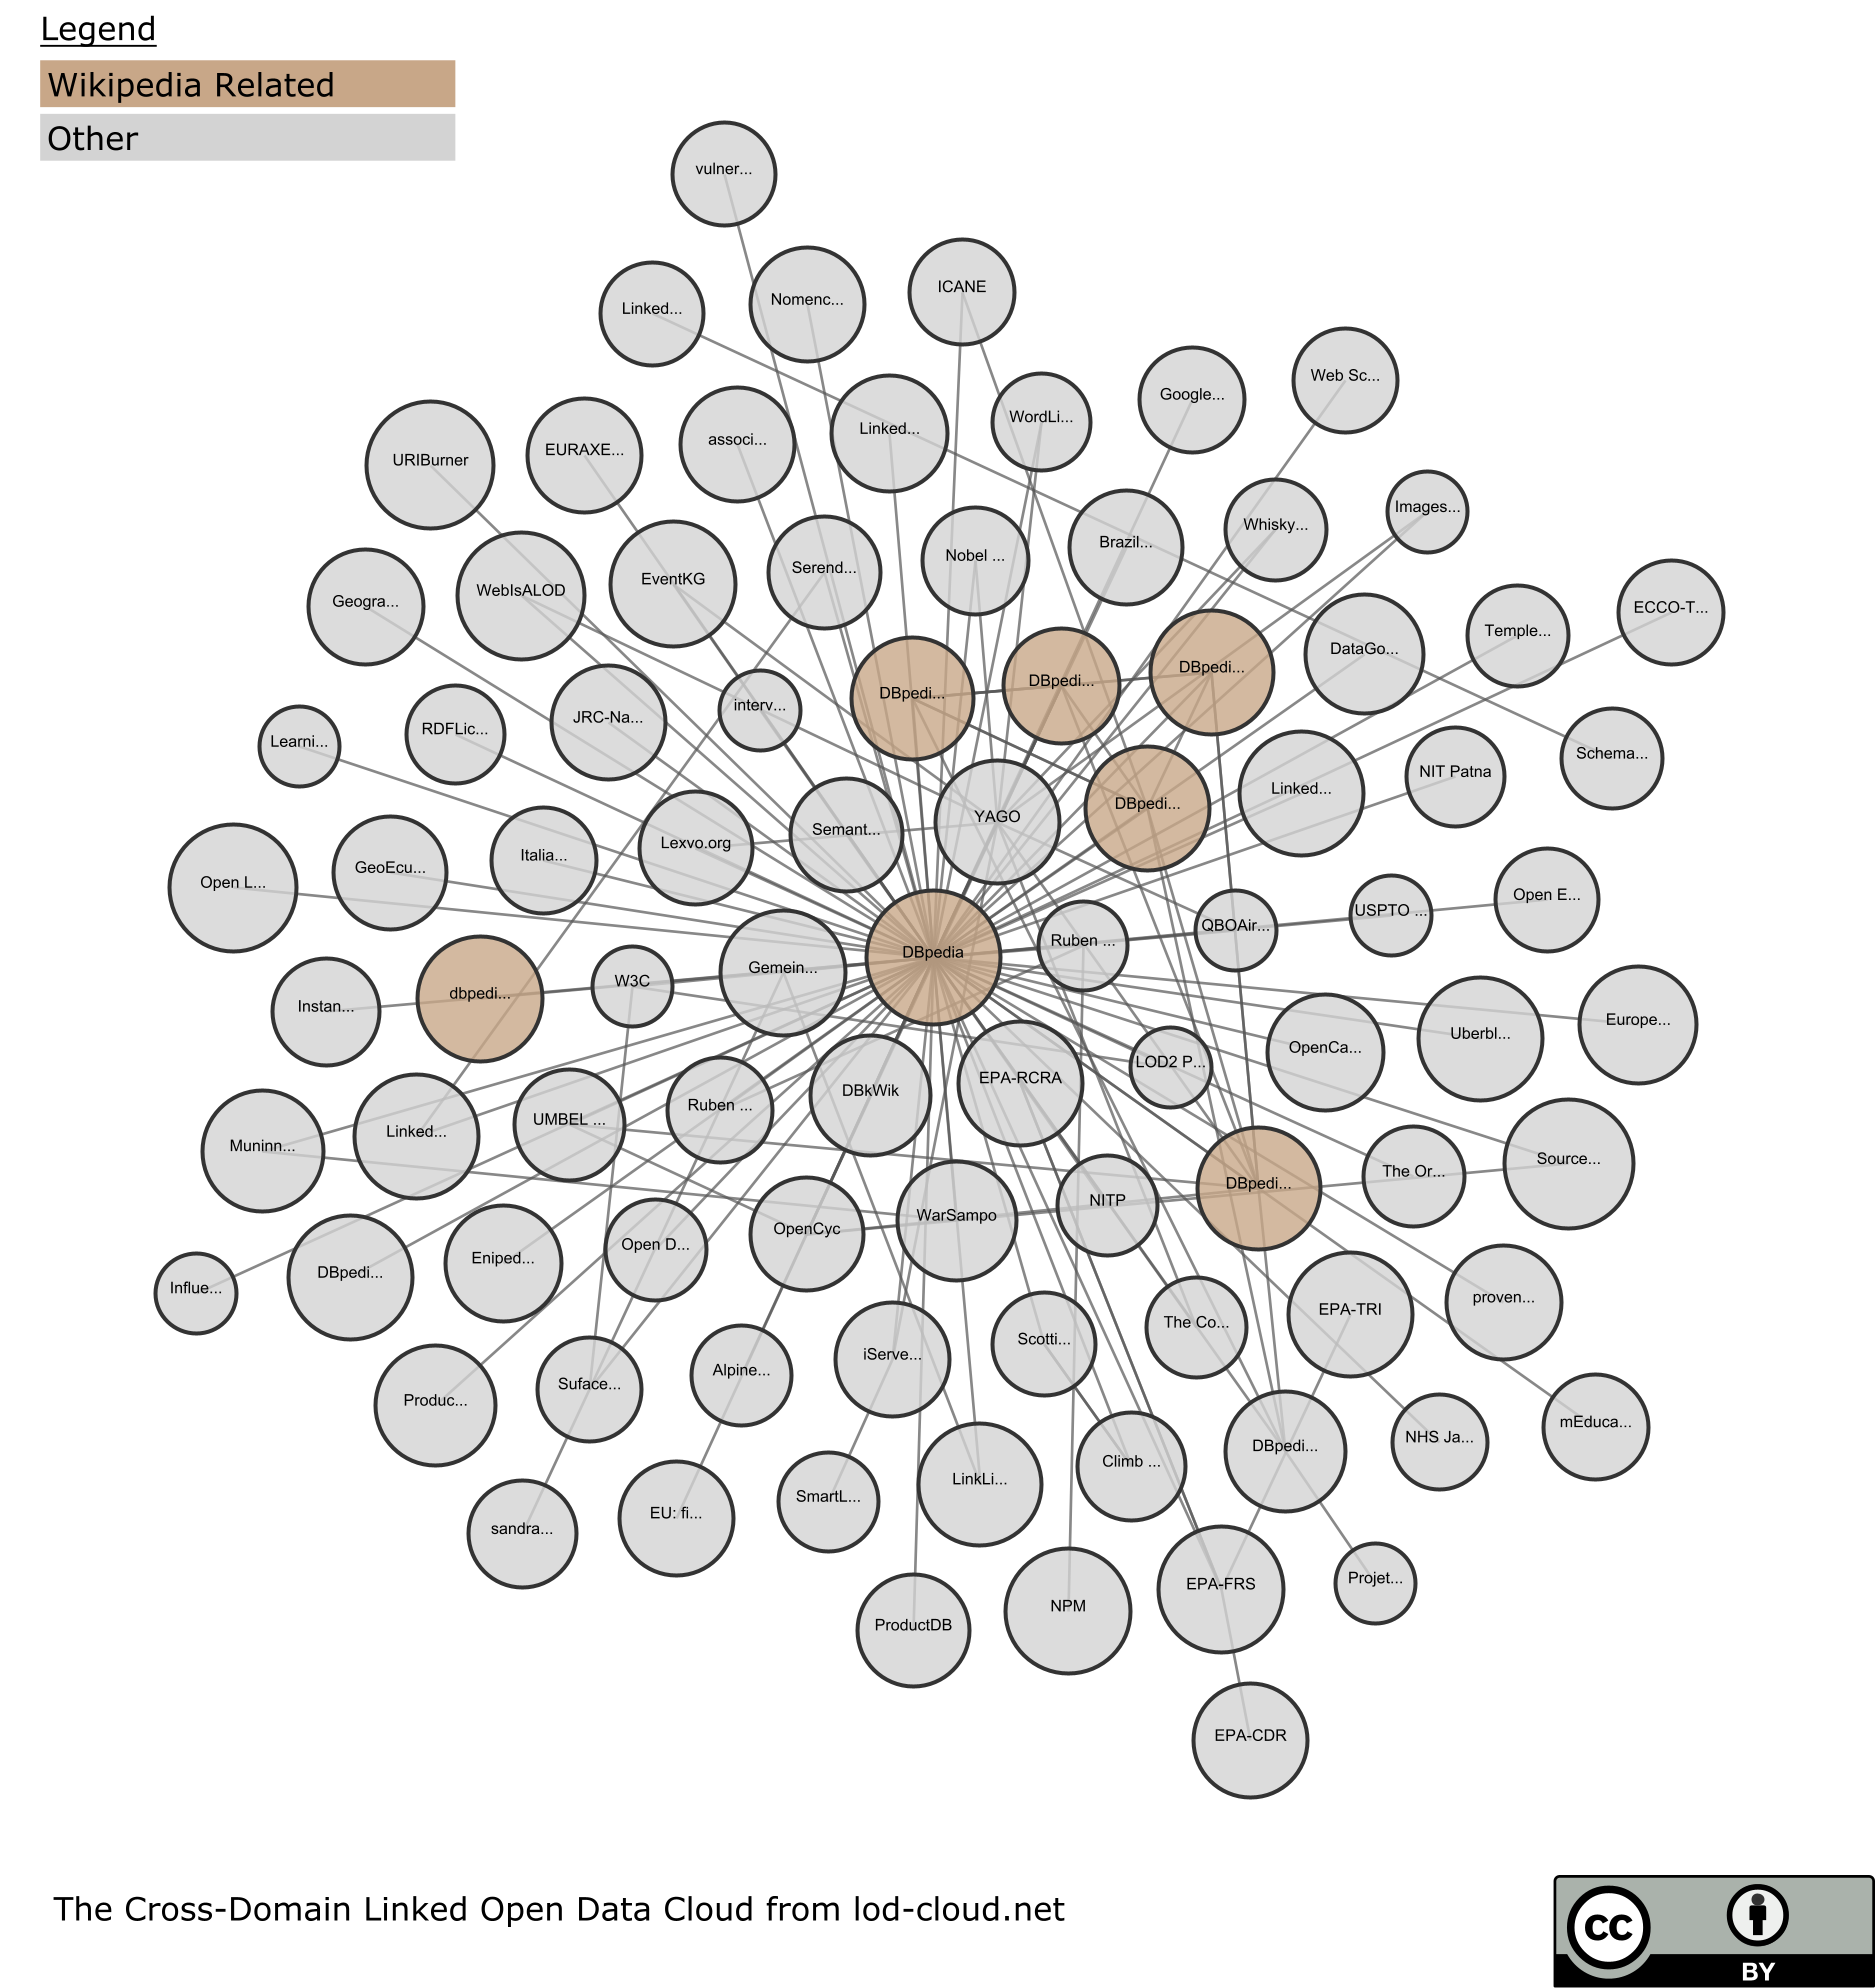 Legend
Wikipedia Related
Other
vulner...
ICANE
Linked...
Nomenc...
Web Sc...
Google...
WordLi...
Linked...
associ...
EURAXE...
URIBurner
Images...
Whisky...
Brazil...
Nobel ...
Serend...
EventKG
WebIsALOD
Geogra...
ECCO-T...
Temple...
DataGo...
DBpedi...
DBpedi...
DBpedi...
interv...
JRC-Na...
RDFLic...
Learni...
Schema...
NIT Patna
Linked...
DBpedi...
YAGO
Semant...
Lexvo.org
Italia...
GeoEcu...
Open L...
Open E...
USPTO ...
QBOAir...
Ruben ...
DBpedia
Gemein...
W3C
dbpedi...
Instan...
Europe...
Uberbl...
OpenCa...
LOD2 P...
EPA-RCRA
DBkWik
Ruben ...
UMBEL ...
Linked...
Muninn...
Source...
The Or...
DBpedi...
NITP
WarSampo
OpenCyc
Open D...
Eniped...
DBpedi...
Influe...
proven...
EPA-TRI
The Co...
Scotti...
iServe...
Alpine...
Suface...
Produc...
mEduca...
NHS Ja...
DBpedi...
Climb ...
LinkLi...
SmartL...
EU: fi...
sandra...
Projet...
EPA-FRS
NPM
ProductDB
EPA-CDR
The Cross-Domain Linked Open Data Cloud from lod-cloud.net
cc
BY